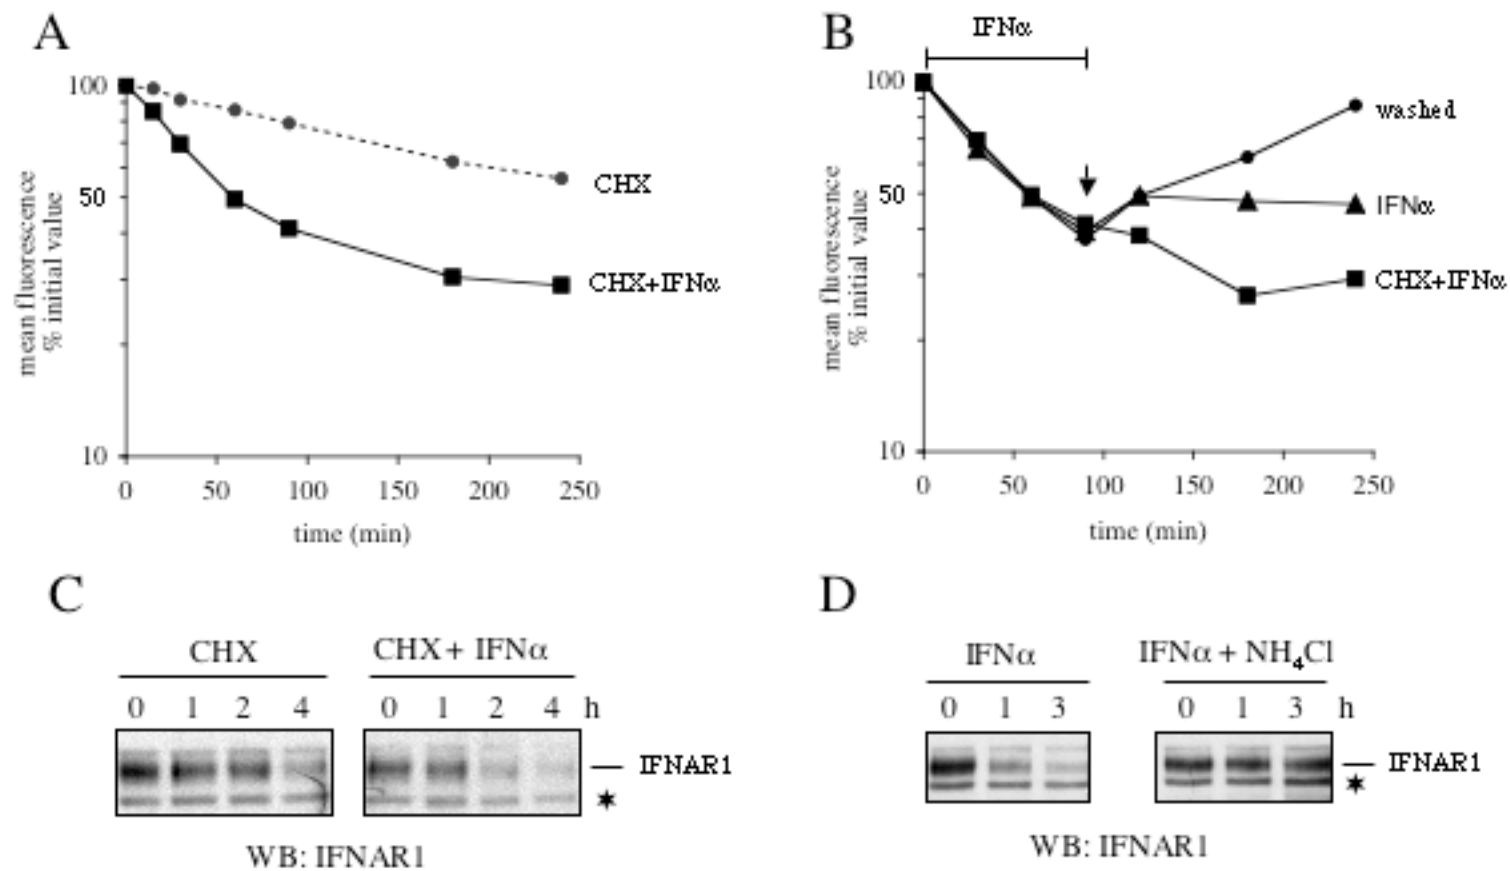 A
100
50
10
mean fluorescence
% initial value
CHX
CHX+IFNα
0 50 100 150 200 250
time (min)
B
IFNα
100
50
10
mean fluorescence
% initial value
washed
IFNα
CHX+IFNα
0 50 100 150 200 250
time (min)
C
CHX CHX+ IFNα
0 1 2 4 0 1 2 4 h
IFNAR1
WB: IFNAR1
D
IFNα IFNα + NH₄Cl
0 1 3 0 1 3 h
IFNAR1
WB: IFNAR1